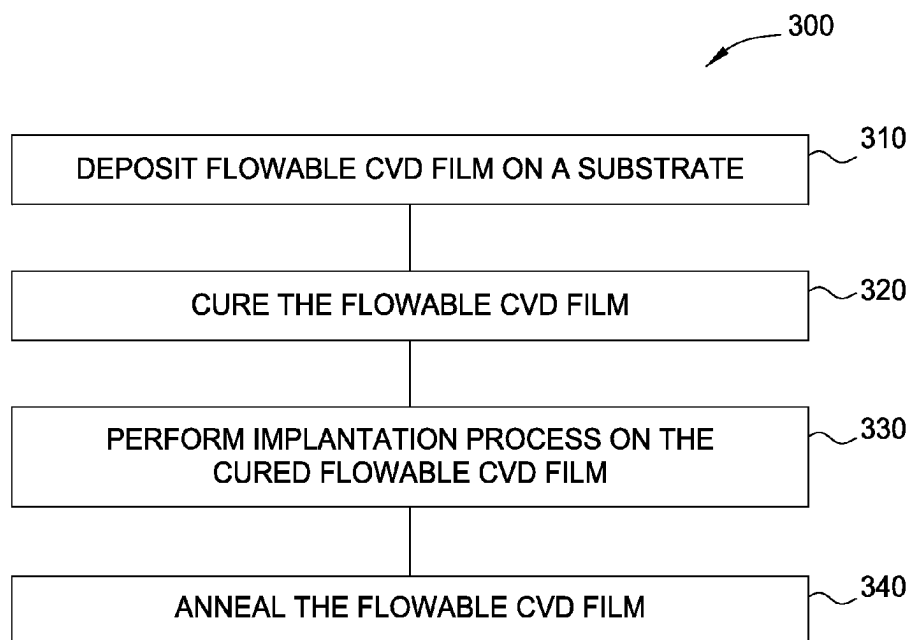 300
DEPOSIT FLOWABLE CVD FILM ON A SUBSTRATE
310
CURE THE FLOWABLE CVD FILM
320
PERFORM IMPLANTATION PROCESS ON THE
CURED FLOWABLE CVD FILM
330
ANNEAL THE FLOWABLE CVD FILM
340